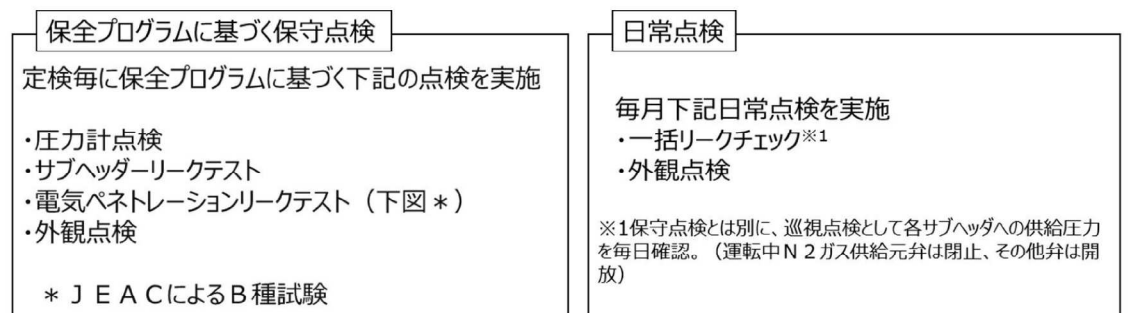 保全プログラムに基づく保守点検
定検毎に保全プログラムに基づく下記の点検を実施
・圧力計点検
・サブヘッダーリークテスト
・電気ペネトレーションリークテスト（下図＊）
・外観点検
＊ＪＥＡＣによるＢ種試験
日常点検
毎月下記日常点検を実施
・一括リークチェック※1
・外観点検
※1保守点検とは別に、巡視点検として各サブヘッダへの供給圧力
を毎日確認。（運転中Ｎ２ガス供給元弁は閉止、その他弁は開
放）